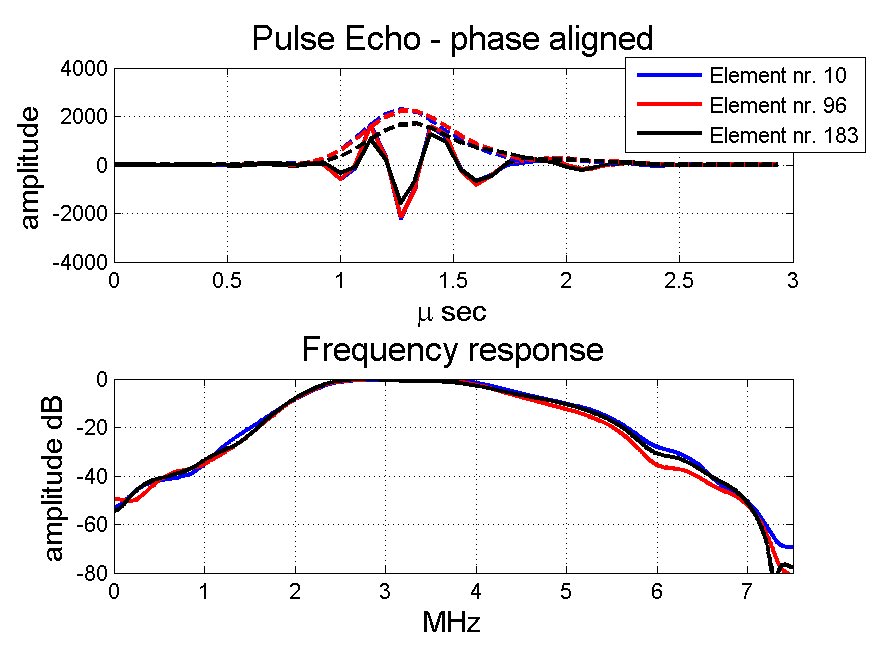 Pulse Echo - phase aligned
Element nr. 10
Element nr. 96
Element nr. 183
amplitude
4000
2000
0
-2000
-4000
0 0.5 1 1.5 2 2.5 3
μ sec
Frequency response
amplitude dB
0
-20
-40
-60
-80
0 1 2 3 4 5 6 7
MHz